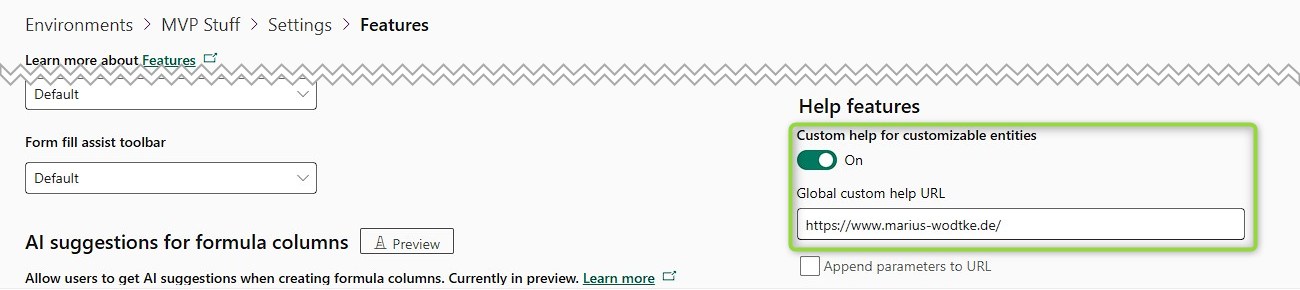 Environments > MVP Stuff > Settings > Features
Learn more about Features
Default
Form fill assist toolbar
Default
AI suggestions for formula columns Preview
Allow users to get AI suggestions when creating formula columns. Currently in preview. Learn more
Help features
Custom help for customizable entities
On
Global custom help URL
https://www.marius-wodtke.de/
Append parameters to URL